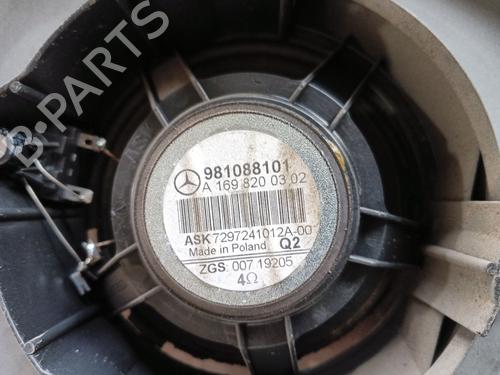 B-PARTS
981088101
A 169 820 03 02
ASK7297241012A-00
Made in Poland Q2
ZGS: 007 19205
4Ω